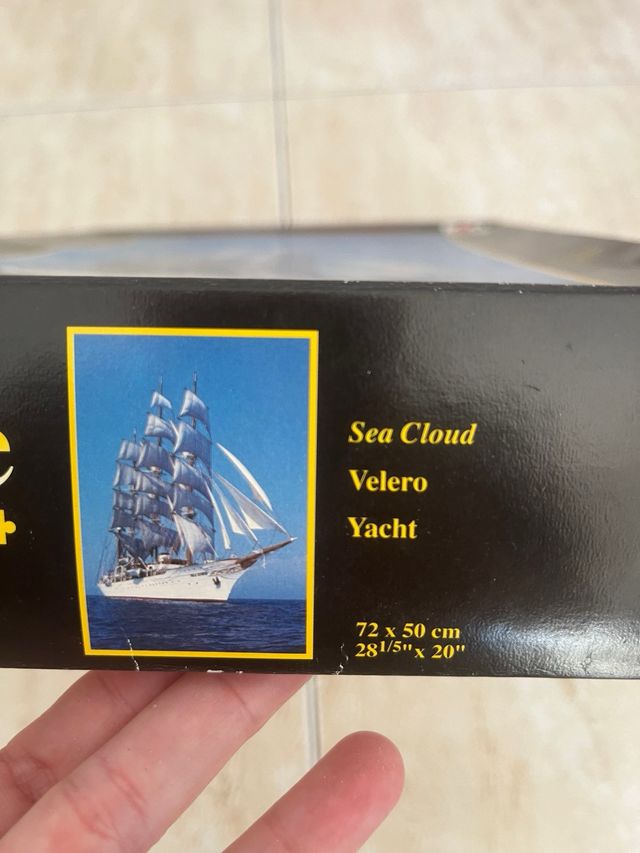 Sea Cloud
Velero
Yacht
72 x 50 cm
28 1/5" x 20"